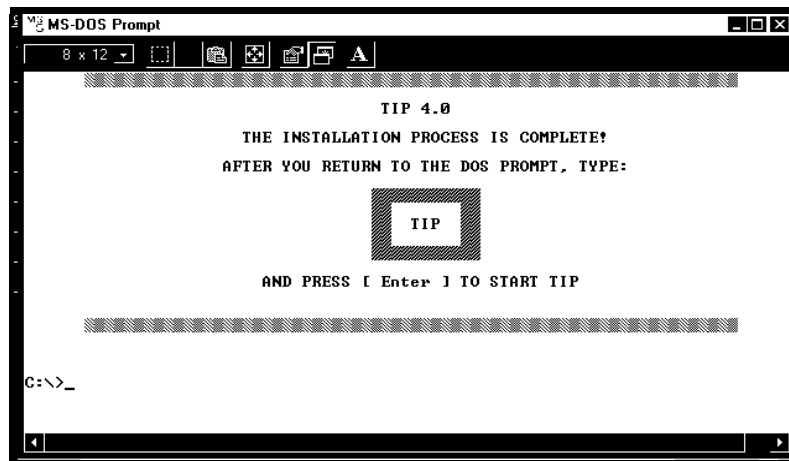 MS-DOS Prompt
8 x 12
A
TIP 4.0
THE INSTALLATION PROCESS IS COMPLETE!
AFTER YOU RETURN TO THE DOS PROMPT, TYPE:
TIP
AND PRESS [ Enter ] TO START TIP
C:\>_